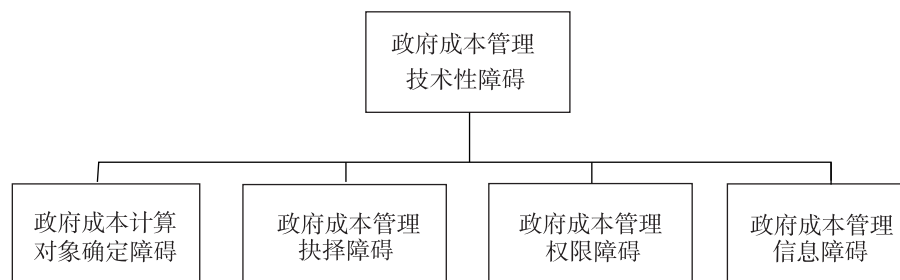 政府成本管理
技术性障碍
政府成本计算
对象确定障碍
政府成本管理
抉择障碍
政府成本管理
权限障碍
政府成本管理
信息障碍